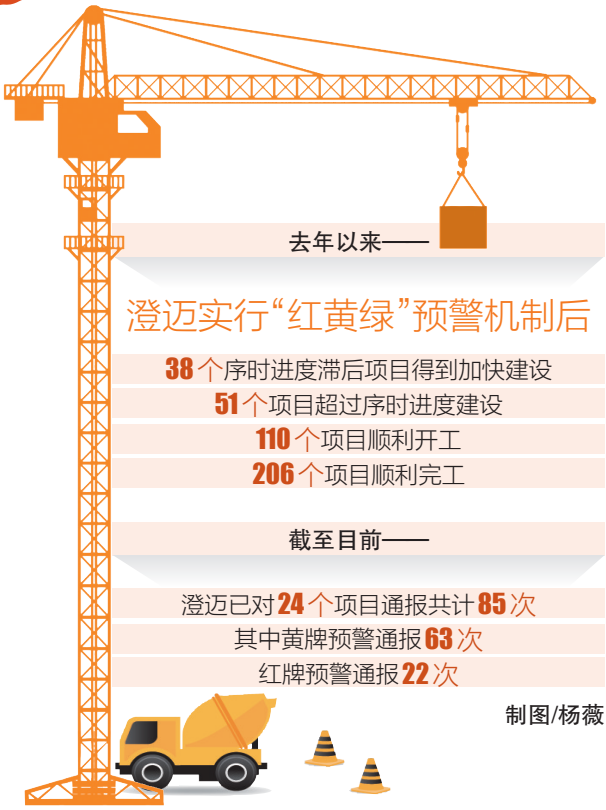 去年以来——
澄迈实行“红黄绿”预警机制后
38个序时进度滞后项目得到加快建设
51个项目超过序时进度建设
110个项目顺利开工
206个项目顺利完工
截至目前——
澄迈已对24个项目通报共计85次
其中黄牌预警通报63次
红牌预警通报22次
制图/杨薇